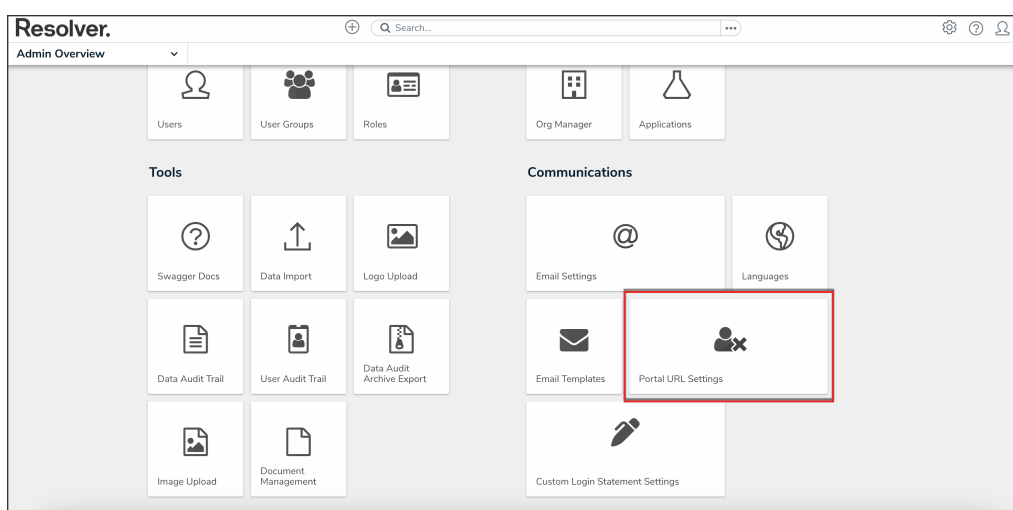 Resolver.
Search...
Admin Overview
Users
User Groups
Roles
Org Manager
Applications
Tools
Communications
Swagger Docs
Data Import
Logo Upload
Email Settings
Languages
Data Audit Trail
User Audit Trail
Data Audit
Archive Export
Email Templates
Portal URL Settings
Image Upload
Document
Management
Custom Login Statement Settings